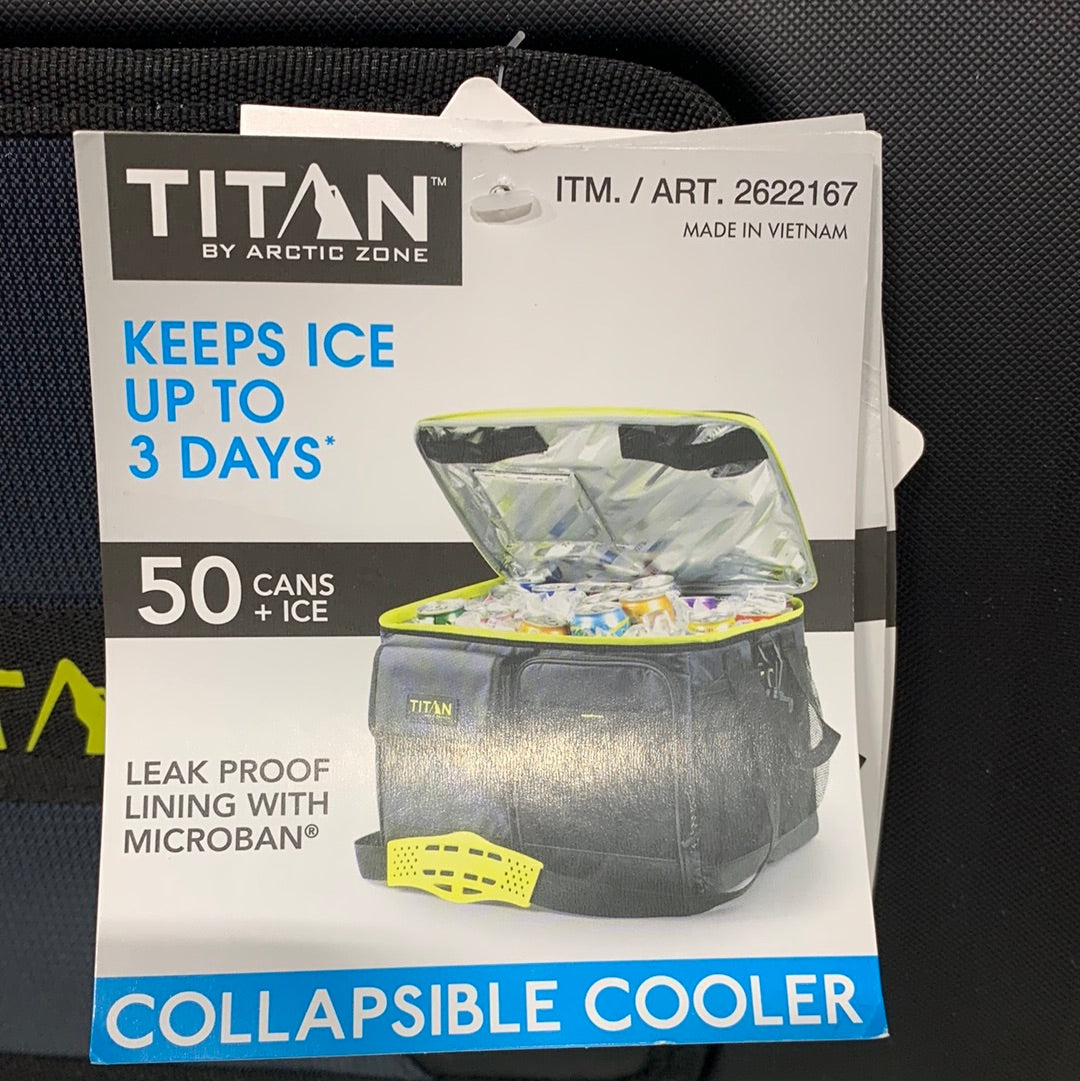 TITAN™
BY ARCTIC ZONE
ITM. / ART. 2622167
MADE IN VIETNAM
KEEPS ICE
UP TO
3 DAYS*
50 CANS
+ ICE
TITAN
LEAK PROOF
LINING WITH
MICROBAN®
COLLAPSIBLE COOLER